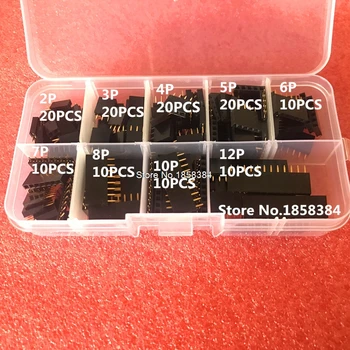 2P
20PCS
3P
20PCS
4P
20PCS
5P
20PCS
6P
10PCS
7P
10PCS
8P
10PCS
10P
10PCS
12P
10PCS
Store No.1858384,
Store No.1858384